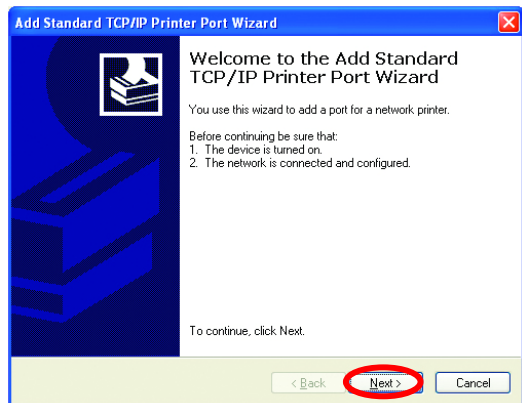 Add Standard TCP/IP Printer Port Wizard
Welcome to the Add Standard
TCP/IP Printer Port Wizard
You use this wizard to add a port for a network printer.
Before continuing be sure that:
1. The device is turned on.
2. The network is connected and configured.
To continue, click Next.
< Back Next > Cancel